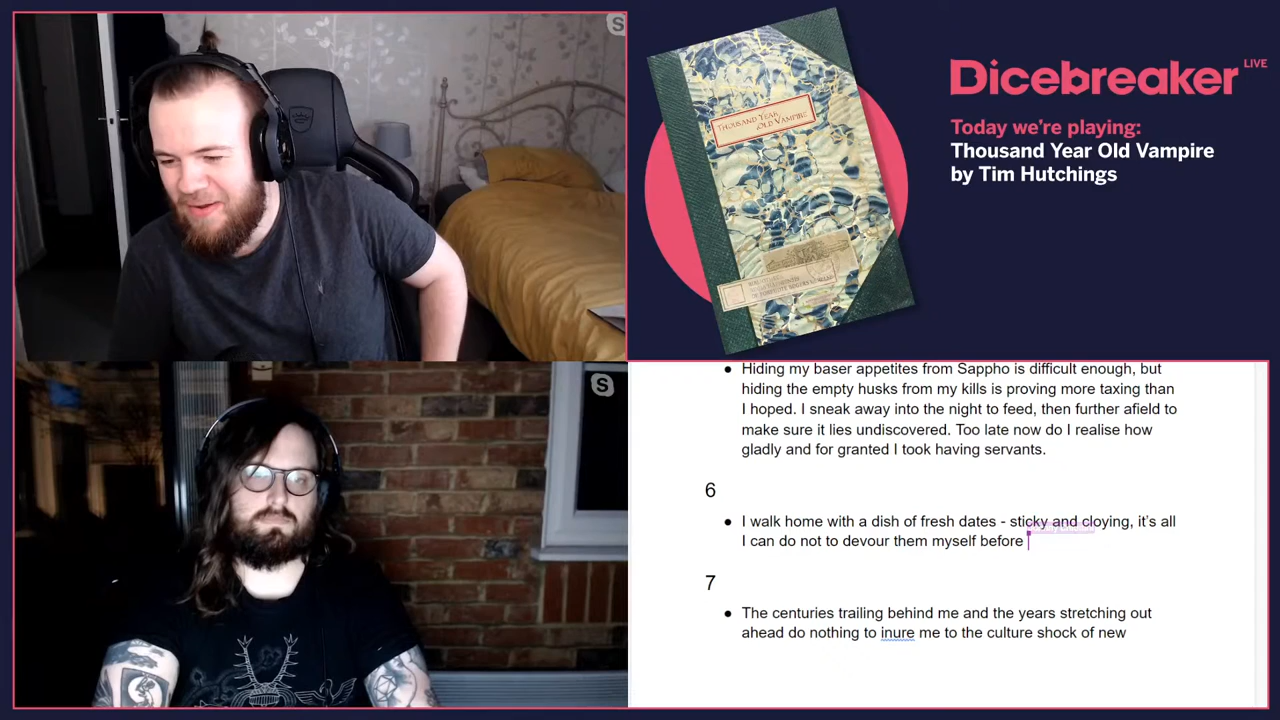 Dicebreaker LIVE
Today we're playing:
Thousand Year Old Vampire
by Tim Hutchings
THOUSAND YEAR
OLD VAMPIRE
S
S
• Hiding my baser appetites from Sappho is difficult enough, but
hiding the empty husks from my kills is proving more taxing than
I hoped. I sneak away into the night to feed, then further afield to
make sure it lies undiscovered. Too late now do I realise how
gladly and for granted I took having servants.
6
• I walk home with a dish of fresh dates - sticky and cloying, it's all
I can do not to devour them myself before
7
• The centuries trailing behind me and the years stretching out
ahead do nothing to inure me to the culture shock of new